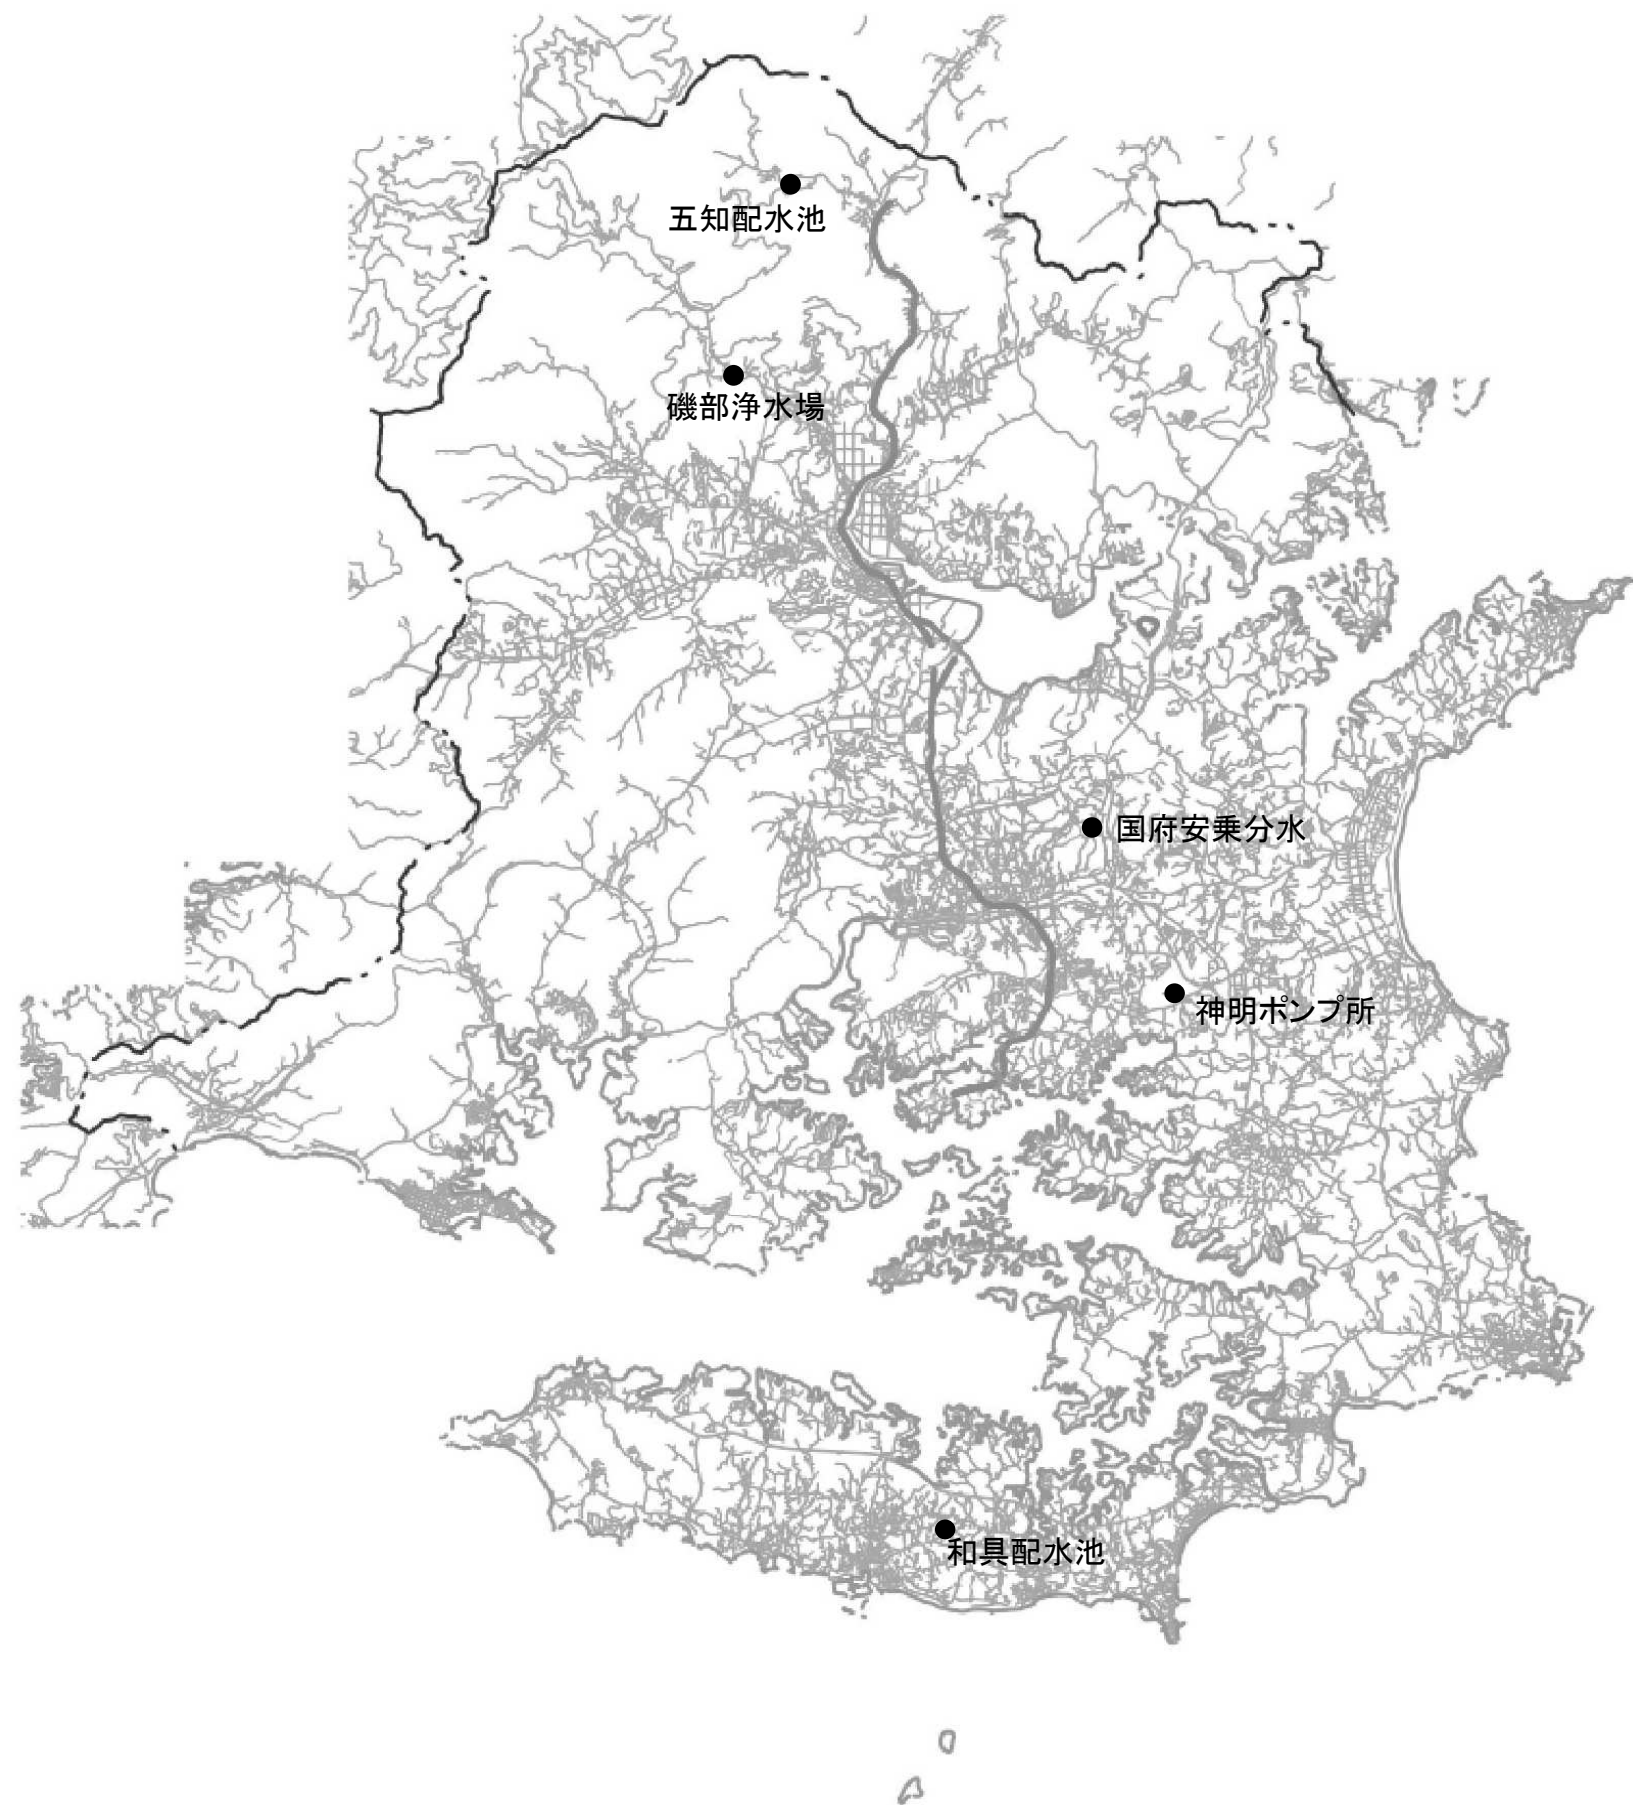 五知配水池
磯部浄水場
国府安乗分水
神明ポンプ所
和具配水池